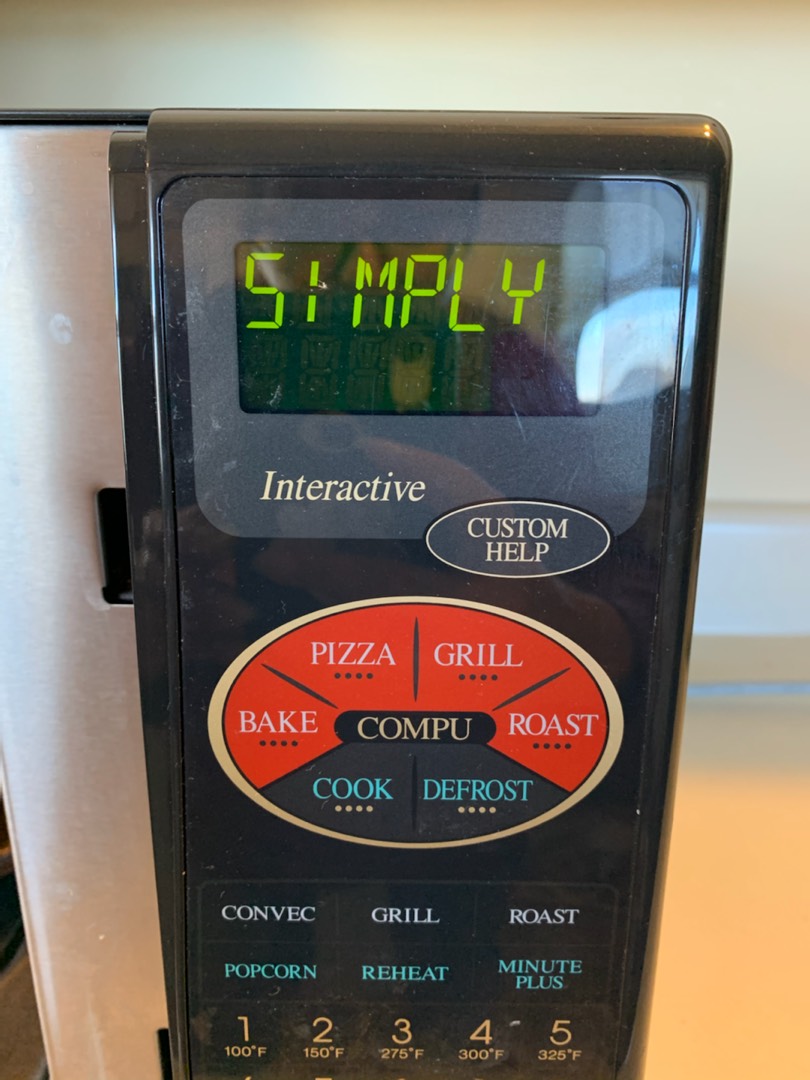 SIMPLY
Interactive
CUSTOM
HELP
PIZZA GRILL
BAKE COMPU ROAST
COOK DEFROST
CONVEC GRILL ROAST
POPCORN REHEAT MINUTE PLUS
1 2 3 4 5
100°F 150°F 275°F 300°F 325°F